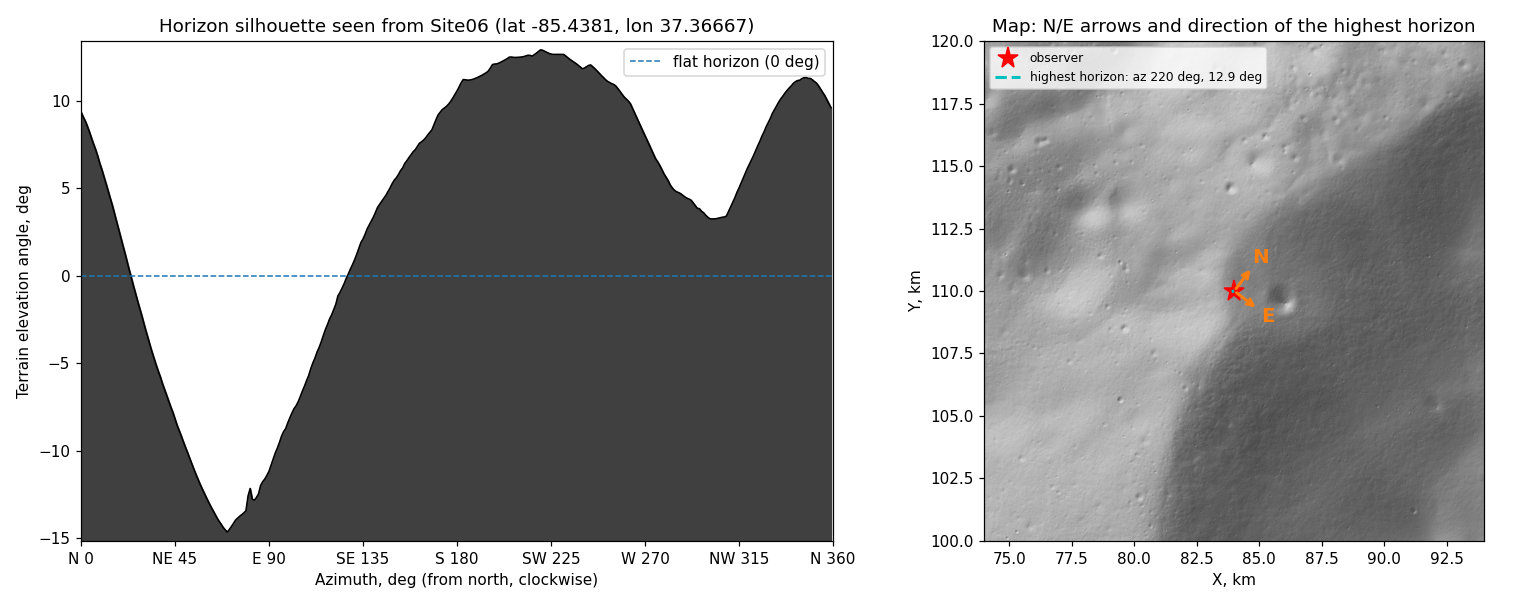 Horizon silhouette seen from Site06 (lat -85.4381, lon 37.36667)
flat horizon (0 deg)
10
5
0
−5
−10
−15
Terrain elevation angle, deg
N 0 NE 45 E 90 SE 135 S 180 SW 225 W 270 NW 315 N 360
Azimuth, deg (from north, clockwise)
Map: N/E arrows and direction of the highest horizon
observer
highest horizon: az 220 deg, 12.9 deg
120.0
117.5
115.0
112.5
110.0
107.5
105.0
102.5
100.0
Y, km
N
E
75.0 77.5 80.0 82.5 85.0 87.5 90.0 92.5
X, km